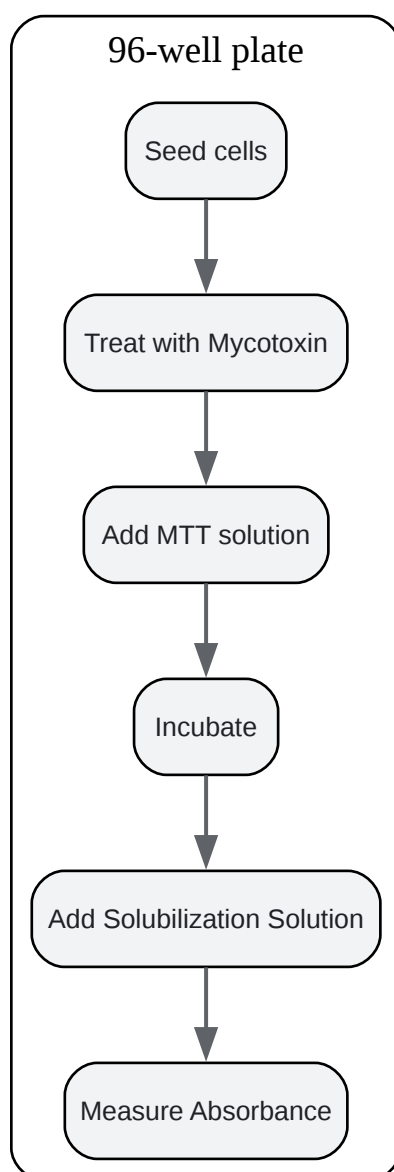 96-well plate
Seed cells
Treat with Mycotoxin
Add MTT solution
Incubate
Add Solubilization Solution
Measure Absorbance